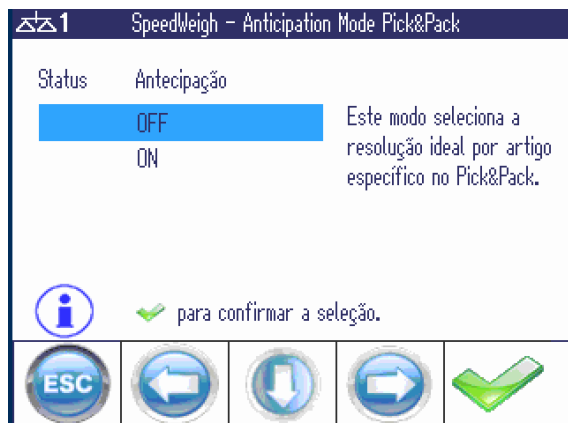 1 SpeedWeigh - Anticipation Mode Pick&Pack
Status Antecipação
OFF
ON
Este modo seleciona a
resolução ideal por artigo
específico no Pick&Pack.
i
para confirmar a seleção.
ESC